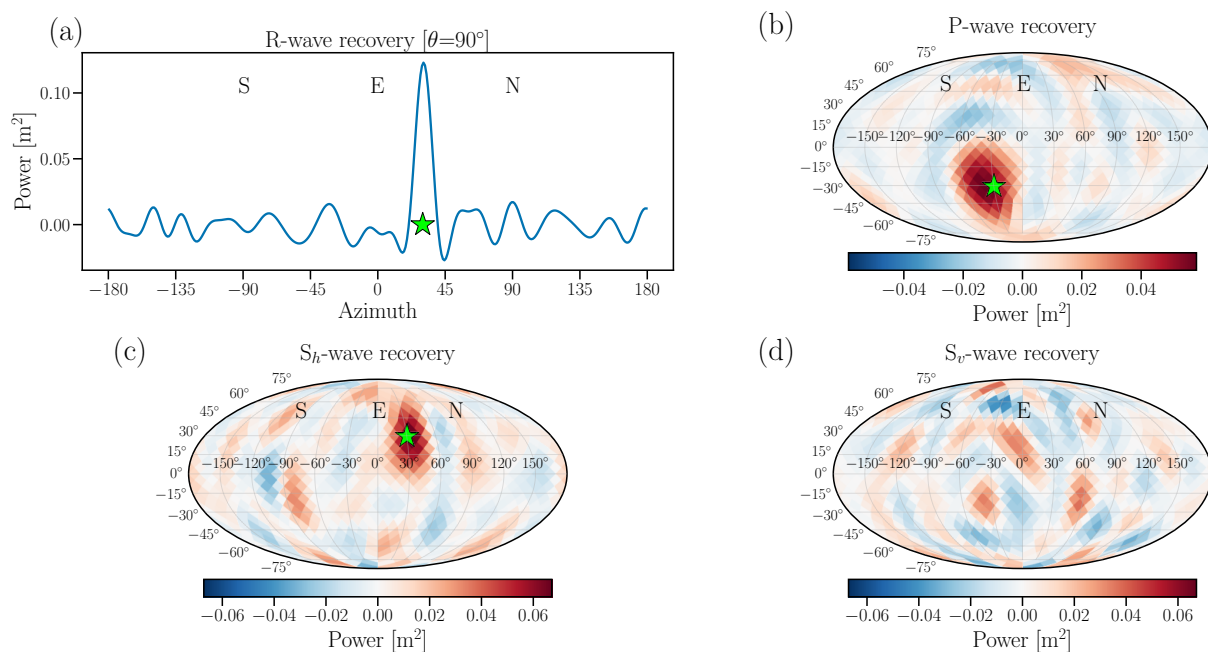 (a)
R-wave recovery [θ=90°]
S E N
0.10
0.05
0.00
Power [m²]
−180 −135 −90 −45 0 45 90 135 180
Azimuth
(b)
P-wave recovery
S E N
75°
60°
45°
30°
15°
0°
−15°
−30°
−45°
−60°
−75°
−150° −120° −90° −60° −30° 0° 30° 60° 90° 120° 150°
−0.04 −0.02 0.00 0.02 0.04
Power [m²]
(c)
Sₕ-wave recovery
S E N
75°
60°
45°
30°
15°
0°
−15°
−30°
−45°
−60°
−75°
−150° −120° −90° −60° −30° 0° 30° 60° 90° 120° 150°
−0.06 −0.04 −0.02 0.00 0.02 0.04 0.06
Power [m²]
(d)
Sᵥ-wave recovery
S E N
75°
60°
45°
30°
15°
0°
−15°
−30°
−45°
−60°
−75°
−150° −120° −90° −60° −30° 0° 30° 60° 90° 120° 150°
−0.06 −0.04 −0.02 0.00 0.02 0.04 0.06
Power [m²]